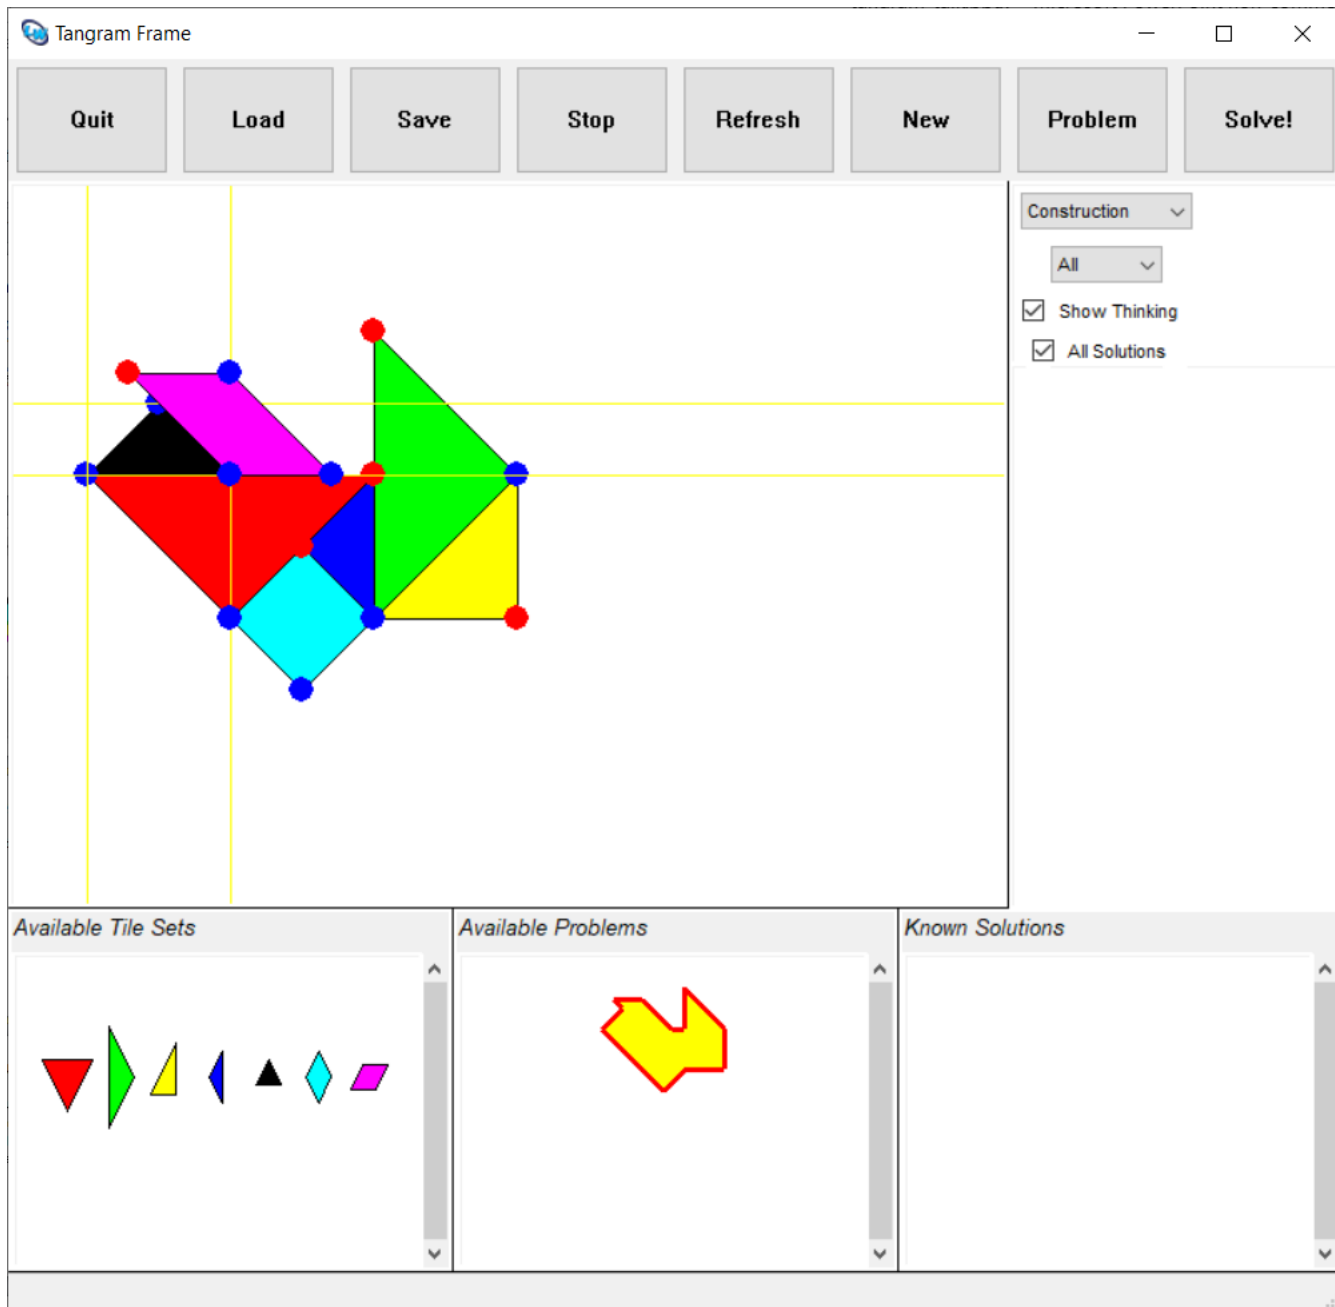 Tangram Frame
Quit Load Save Stop Refresh New Problem Solve!
Construction
All
Show Thinking
All Solutions
Available Tile Sets Available Problems Known Solutions